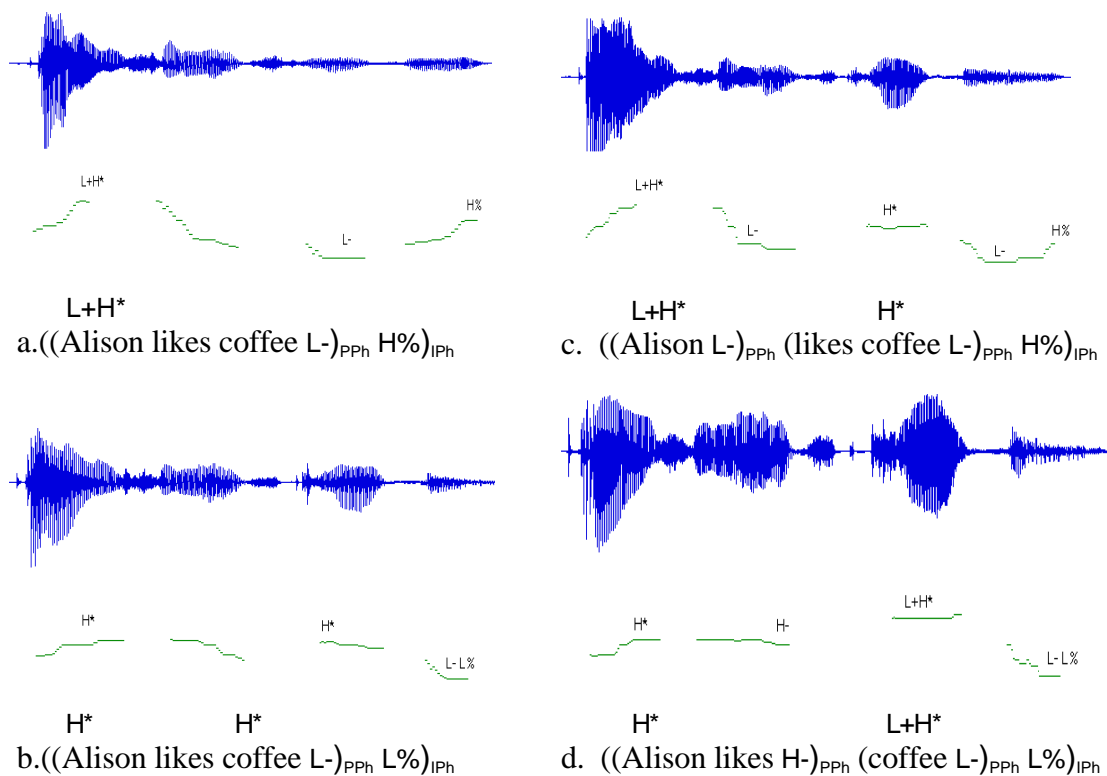 L+H*
H%
L-
L+H*
a.((Alison likes coffee L-)PPh H%)IPh
L+H*
H*
H%
L-
L-
L+H* H*
c. ((Alison L-)PPh (likes coffee L-)PPh H%)IPh
H*
H*
L- L%
H* H*
b.((Alison likes coffee L-)PPh L%)IPh
L+H*
H*
H-
L- L%
H* L+H*
d. ((Alison likes H-)PPh (coffee L-)PPh L%)IPh